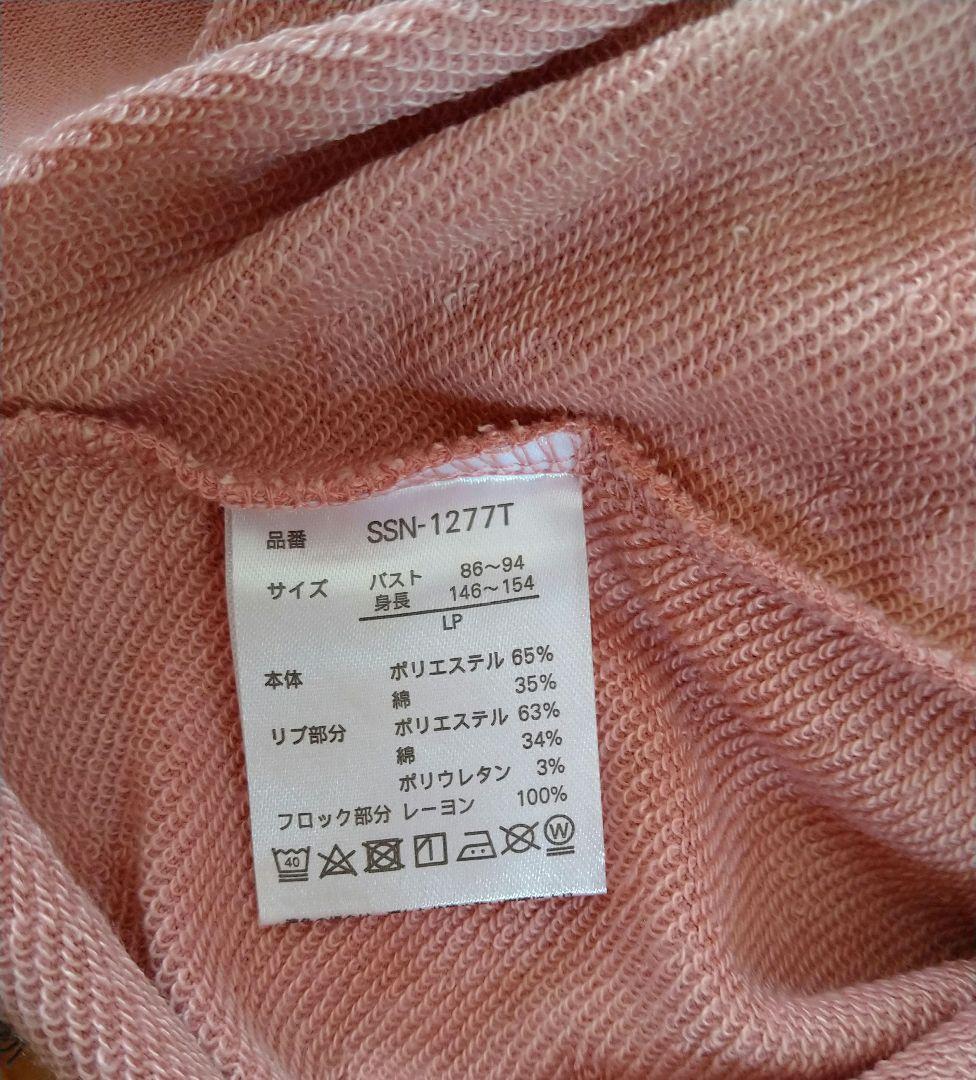 品番 SSN-1277T
サイズ バスト 86～94
身長 146～154
LP
本体 ポリエステル 65%
綿 35%
リブ部分 ポリエステル 63%
綿 34%
ポリウレタン 3%
フロック部分 レーヨン 100%
40 W